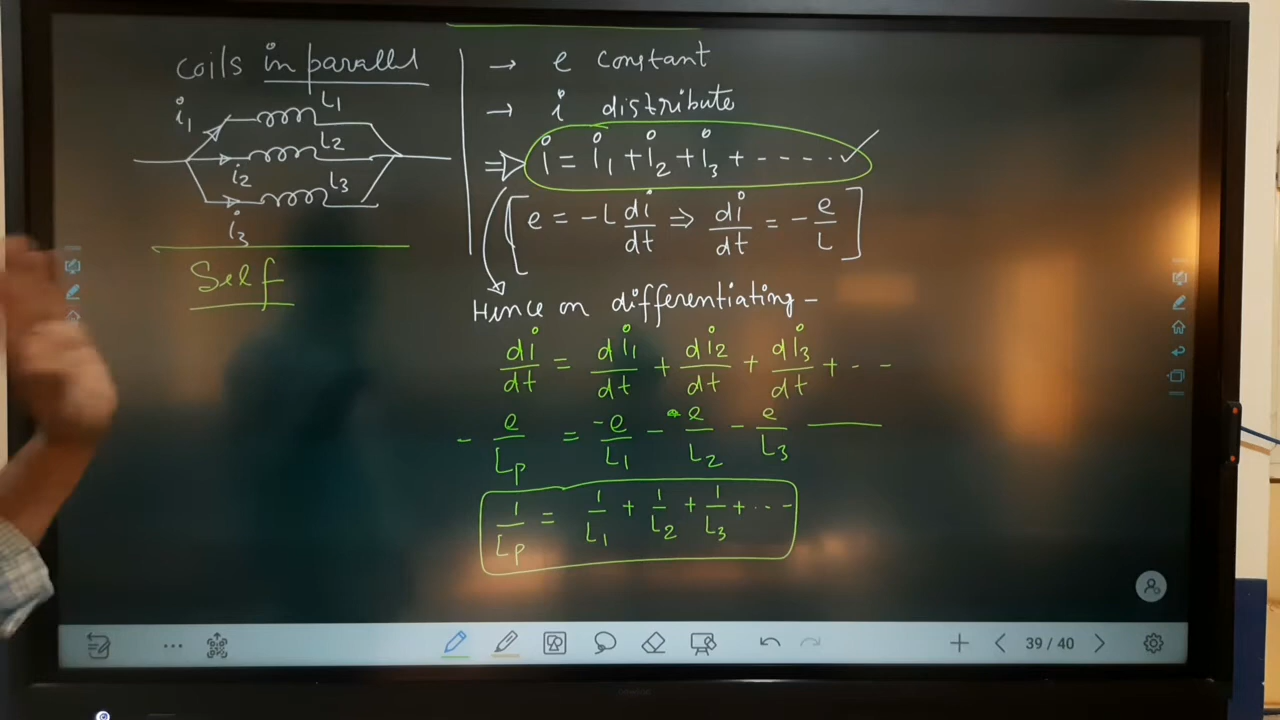 coils in parallel
i₁ L₁
L₂
i₂ L₃
i₃
Self
→ e constant
→ i distribute
⇒ i = i₁ + i₂ + i₃ + ----- ✓
[e = -L di/dt ⇒ di/dt = - e/L]
Hence on differentiating -
di/dt = di₁/dt + di₂/dt + di₃/dt + - -
- e/Lp = -e/L₁ - e/L₂ - e/L₃ ———
1/Lp = 1/L₁ + 1/L₂ + 1/L₃ + ----
39 / 40